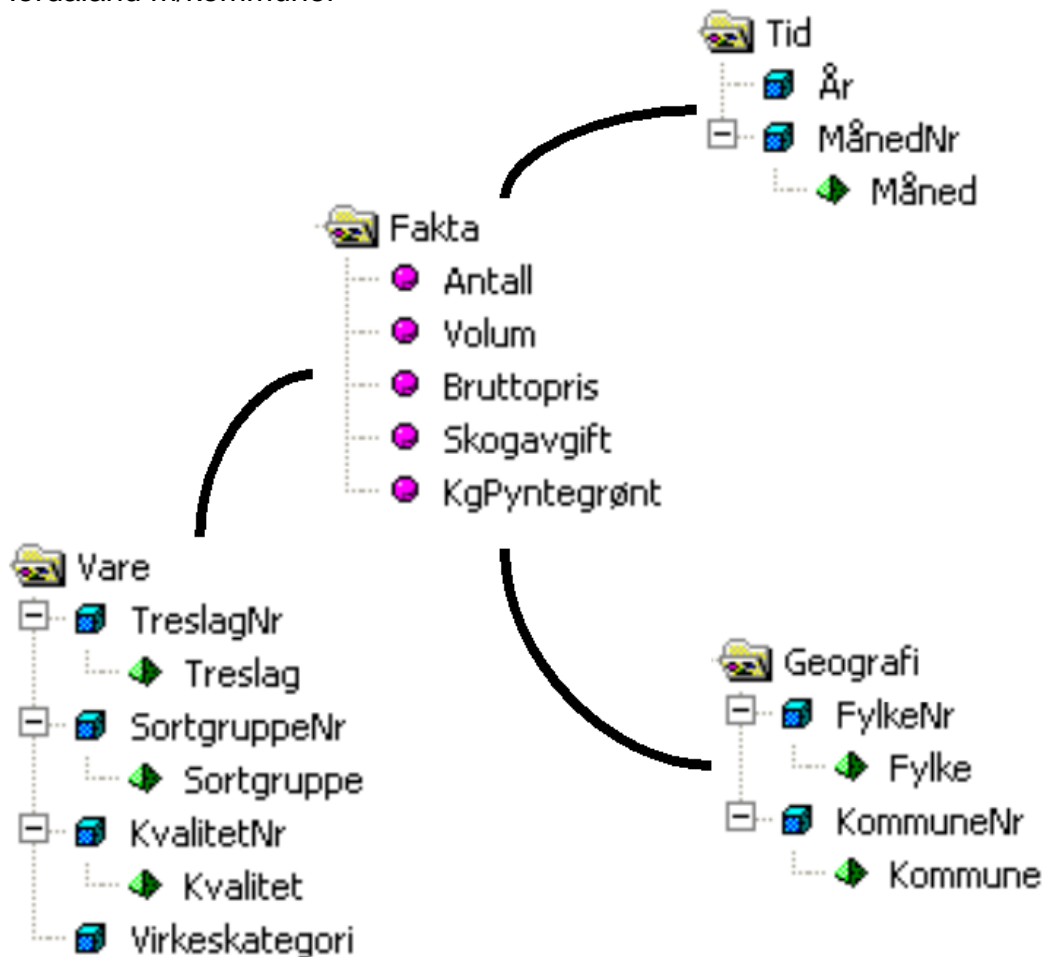 Tid
År
MånedNr
Måned
Fakta
Antall
Volum
Bruttopris
Skogavgift
KgPyntegrønt
Vare
TreslagNr
Treslag
SortgruppeNr
Sortgruppe
KvalitetNr
Kvalitet
Virkeskategori
Geografi
FylkeNr
Fylke
KommuneNr
Kommune